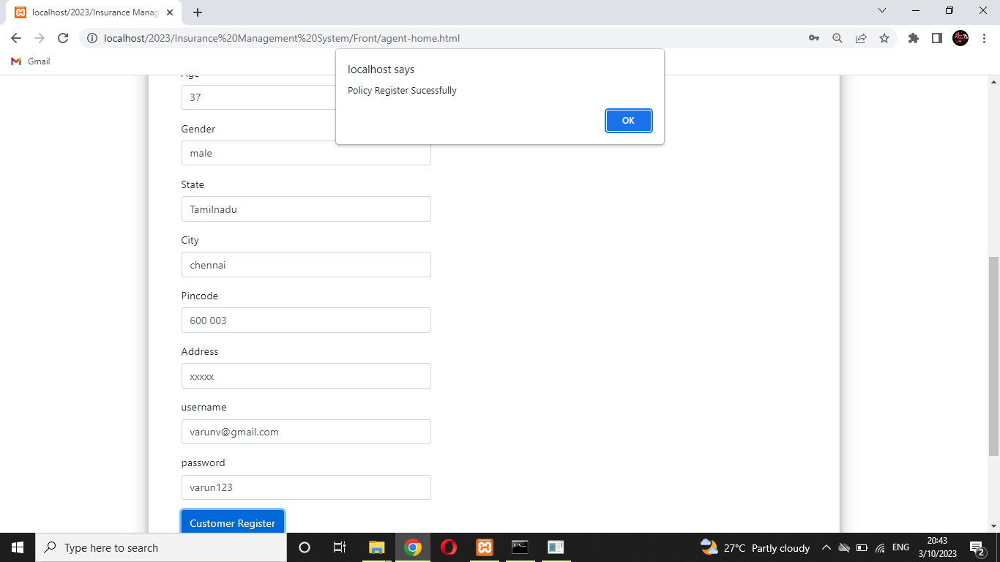 localhost/2023/Insurance Manag
localhost/2023/Insurance%20Management%20System/Front/agent-home.html
Gmail
localhost says
Policy Register Sucessfully
OK
Age
37
Gender
male
State
Tamilnadu
City
chennai
Pincode
600 003
Address
xxxxx
username
varunv@gmail.com
password
varun123
Customer Register
Type here to search
27°C Partly cloudy
ENG
20:43
3/10/2023
2